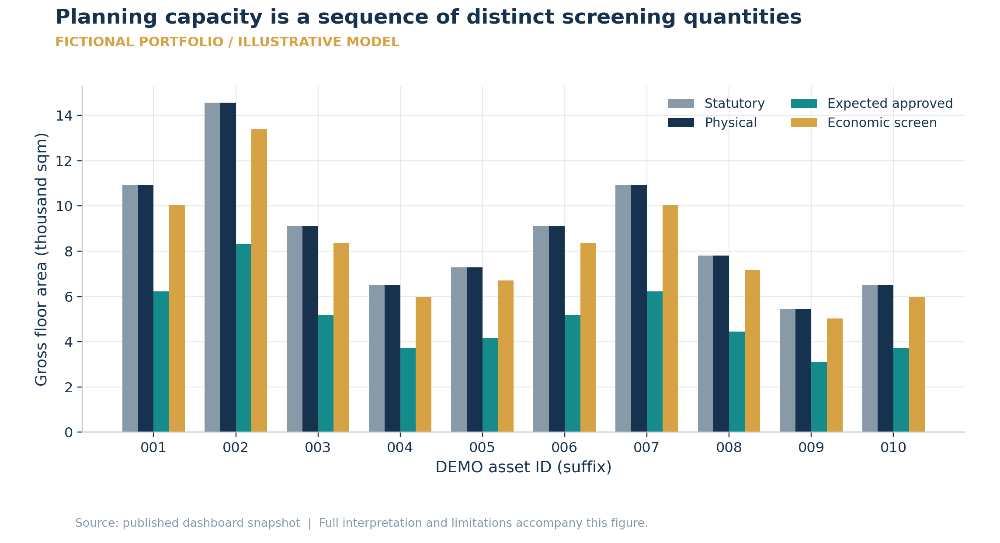 Planning capacity is a sequence of distinct screening quantities
FICTIONAL PORTFOLIO / ILLUSTRATIVE MODEL
Statutory
Physical
Expected approved
Economic screen
Gross floor area (thousand sqm)
14
12
10
8
6
4
2
0
001 002 003 004 005 006 007 008 009 010
DEMO asset ID (suffix)
Source: published dashboard snapshot | Full interpretation and limitations accompany this figure.